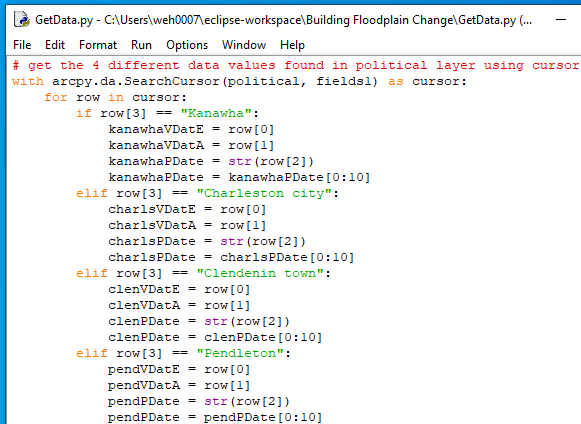 GetData.py - C:\Users\weh0007\eclipse-workspace\Building Floodplain Change\GetData.py (...
File Edit Format Run Options Window Help
# get the 4 different data values found in political layer using cursor
with arcpy.da.SearchCursor(political, fields1) as cursor:
    for row in cursor:
        if row[3] == "Kanawha":
            kanawhaVDatE = row[0]
            kanawhaVDatA = row[1]
            kanawhaPDate = str(row[2])
            kanawhaPDate = kanawhaPDate[0:10]
        elif row[3] == "Charleston city":
            charlsVDatE = row[0]
            charlsVDatA = row[1]
            charlsPDate = str(row[2])
            charlsPDate = charlsPDate[0:10]
        elif row[3] == "Clendenin town":
            clenVDatE = row[0]
            clenVDatA = row[1]
            clenPDate = str(row[2])
            clenPDate = clenPDate[0:10]
        elif row[3] == "Pendleton":
            pendVDatE = row[0]
            pendVDatA = row[1]
            pendPDate = str(row[2])
            pendPDate = pendPDate[0:10]